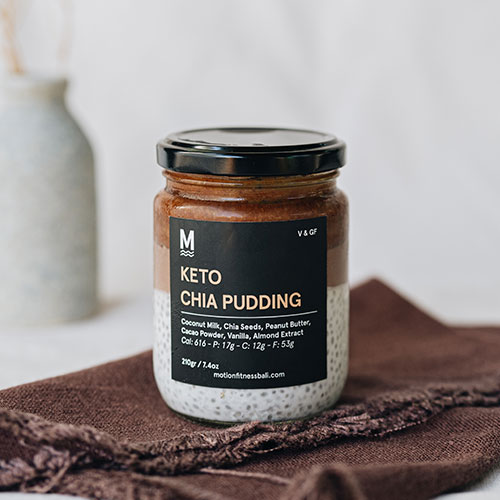 M
V & GF
KETO
CHIA PUDDING
Coconut Milk, Chia Seeds, Peanut Butter,
Cacao Powder, Vanilla, Almond Extract
Cal: 616 - P: 17g - C: 12g - F: 53g
210gr / 7.4oz
motionfitnessbali.com